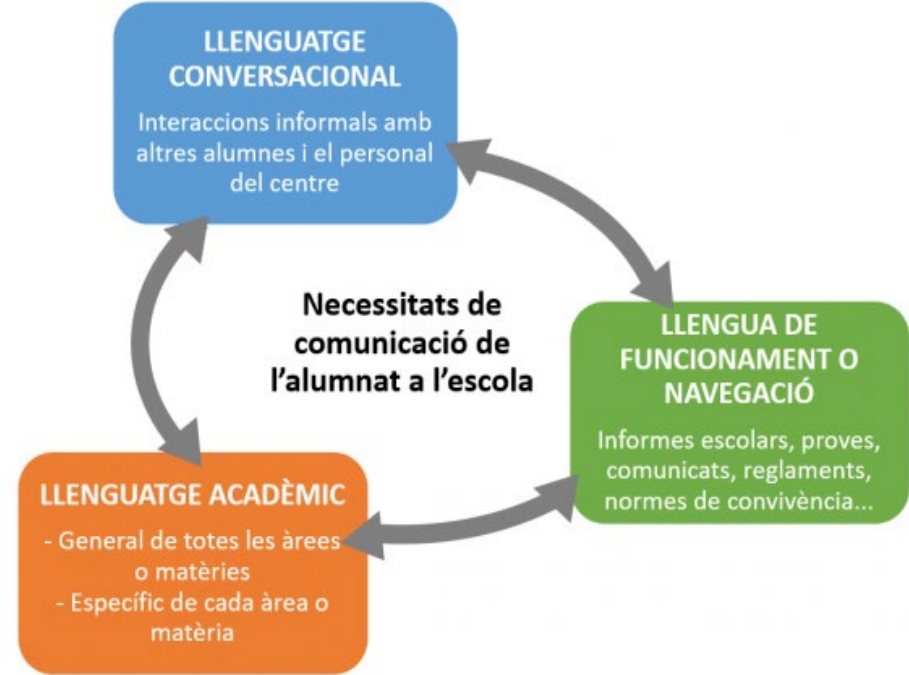 LLENGUATGE
CONVERSACIONAL
Interaccions informals amb
altres alumnes i el personal
del centre
Necessitats de
comunicació de
l'alumnat a l'escola
LLENGUA DE
FUNCIONAMENT O
NAVEGACIÓ
Informes escolars, proves,
comunicats, reglaments,
normes de convivència...
LLENGUATGE ACADÈMIC
- General de totes les àrees
o matèries
- Específic de cada àrea o
matèria